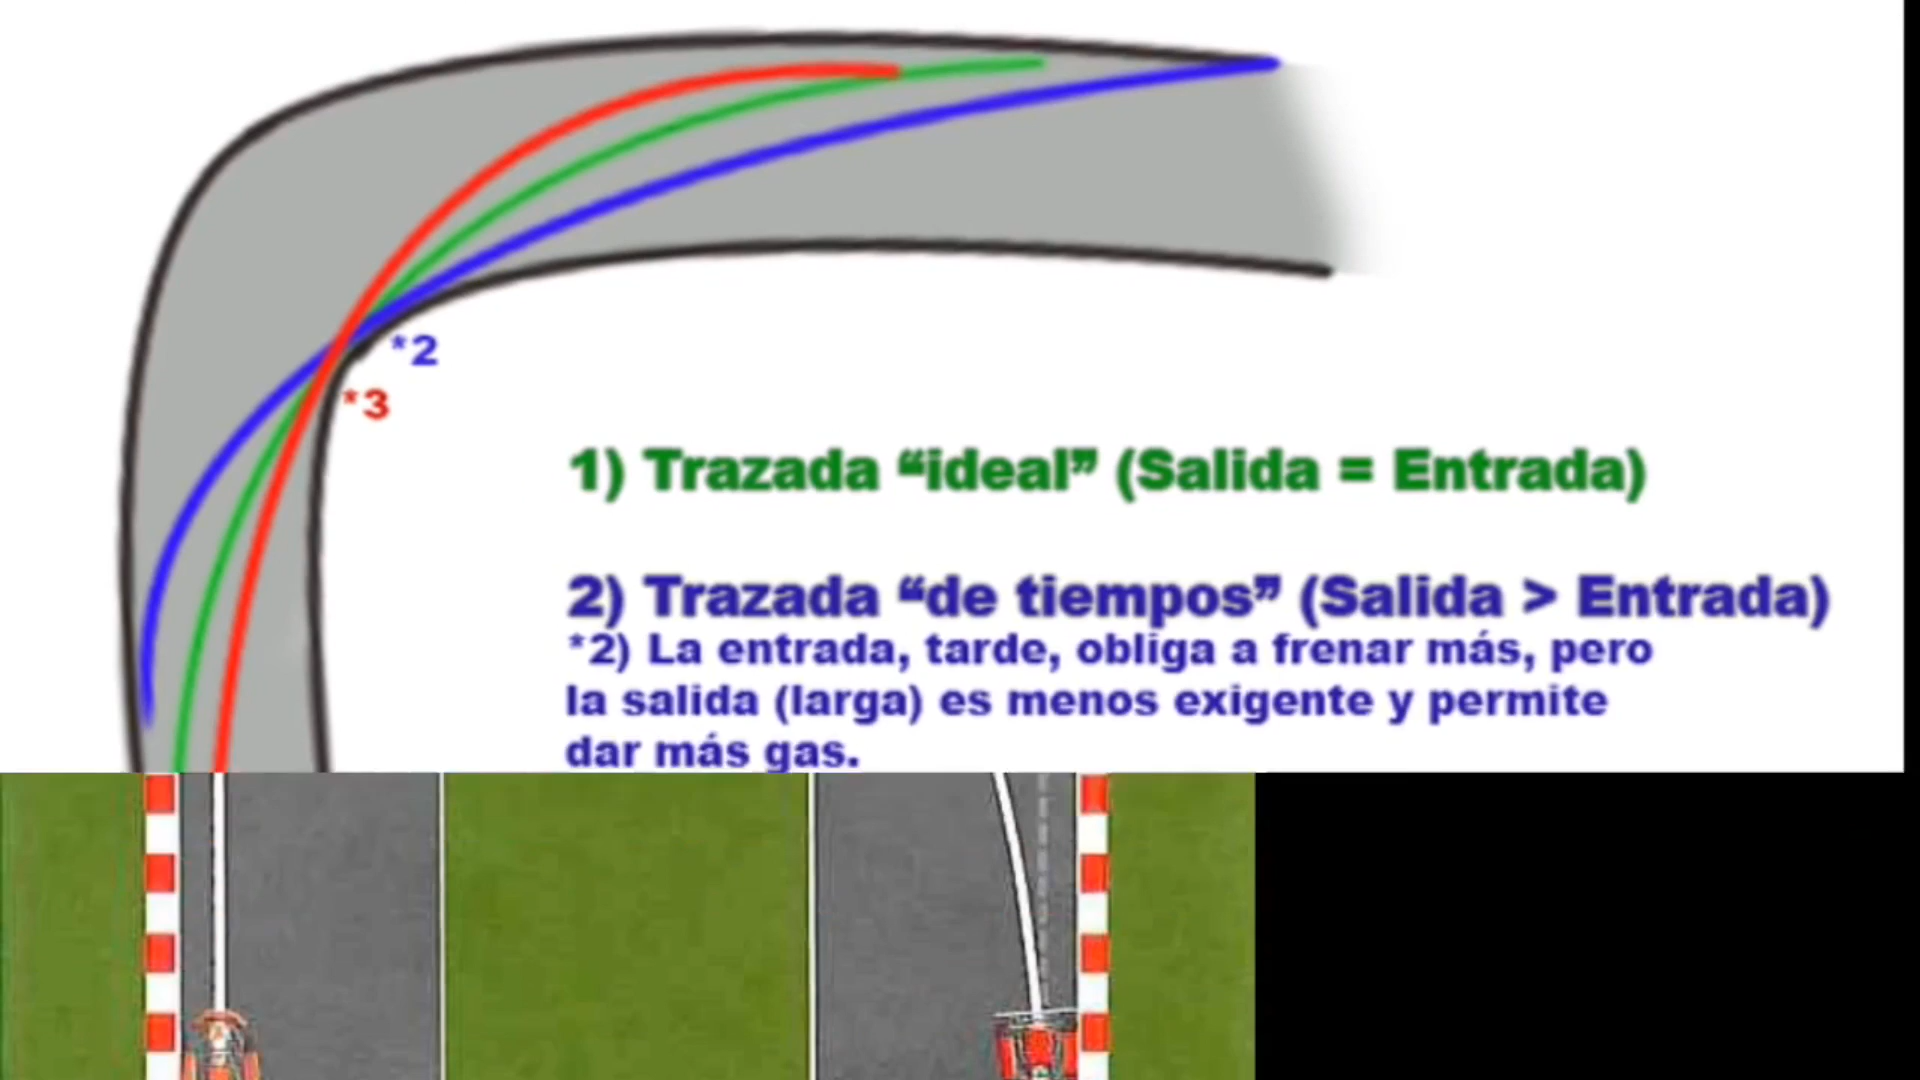 *2
*3
1) Trazada “ideal” (Salida = Entrada)
2) Trazada “de tiempos” (Salida > Entrada)
*2) La entrada, tarde, obliga a frenar más, pero
la salida (larga) es menos exigente y permite
dar más gas.